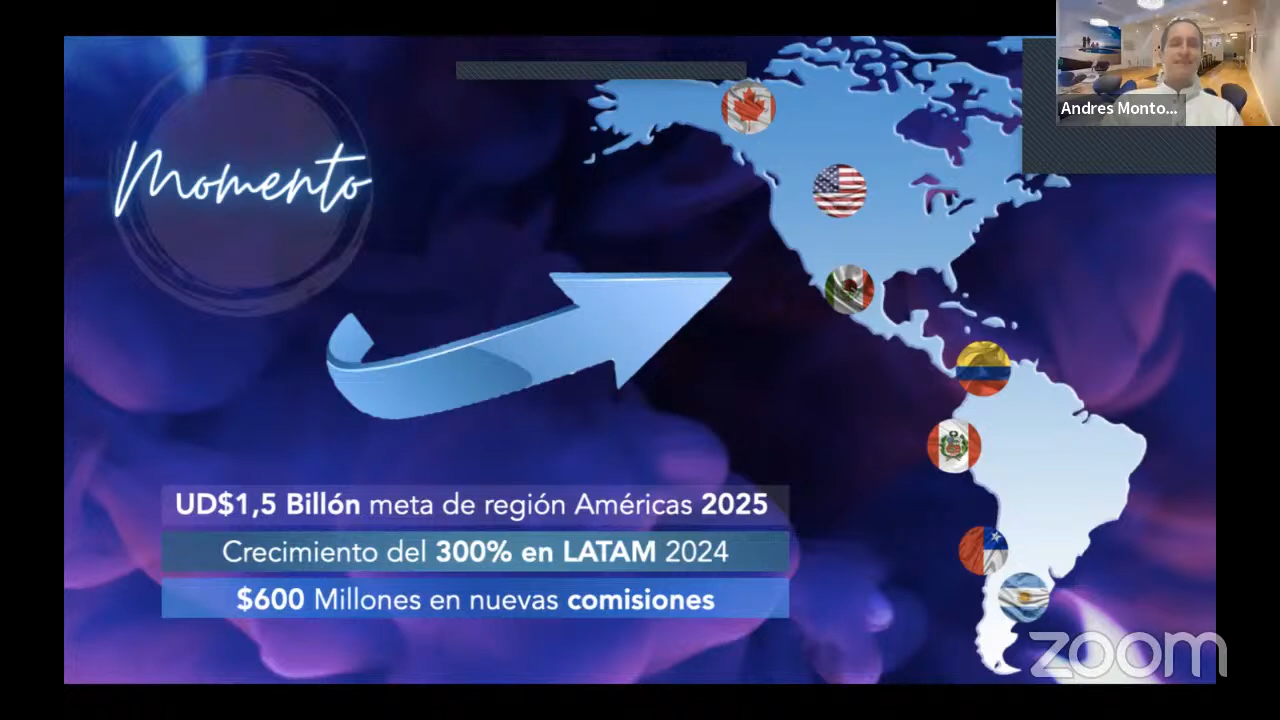 Andres Monto...
Momento
UD$1,5 Billón meta de región Américas 2025
Crecimiento del 300% en LATAM 2024
$600 Millones en nuevas comisiones
zoom